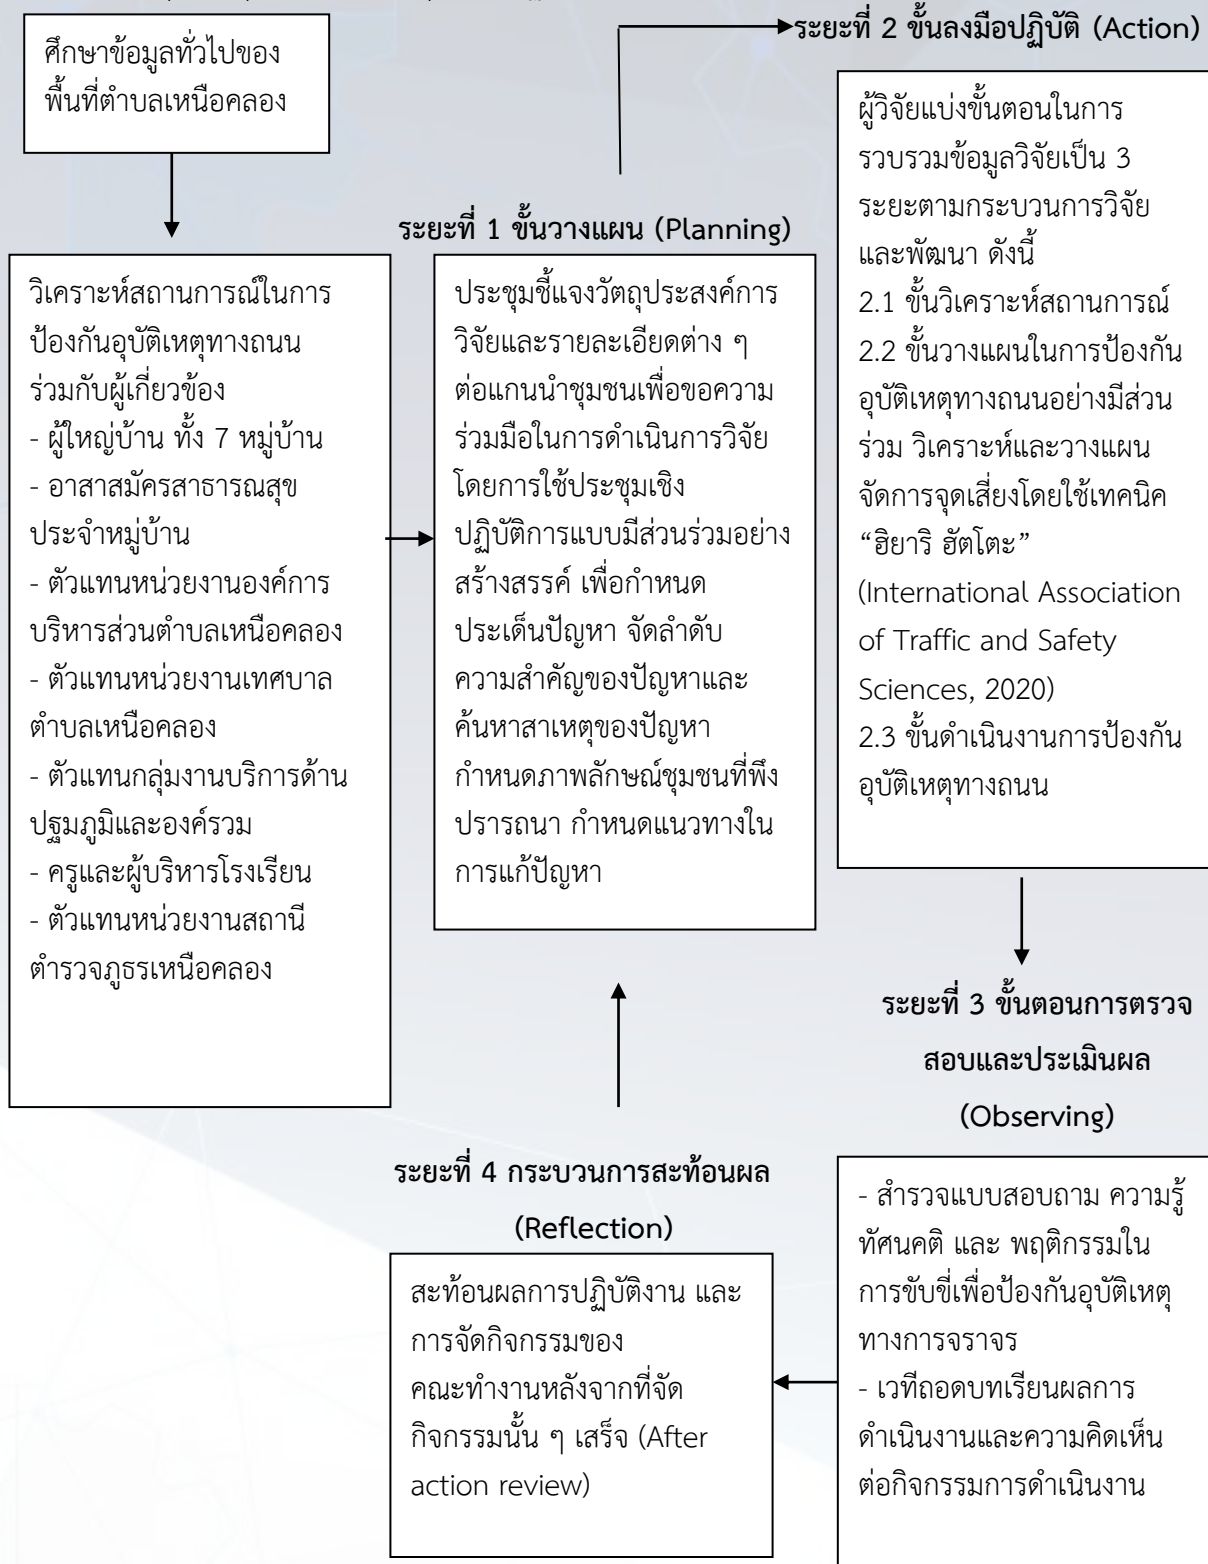 ศึกษาข้อมูลทั่วไปของ
พื้นที่ตำบลเหนือคลอง
วิเคราะห์สถานการณ์ในการ
ป้องกันอุบัติเหตุทางถนน
ร่วมกับผู้เกี่ยวข้อง
- ผู้ใหญ่บ้าน ทั้ง 7 หมู่บ้าน
- อาสาสมัครสาธารณสุข
ประจำหมู่บ้าน
- ตัวแทนหน่วยงานองค์การ
บริหารส่วนตำบลเหนือคลอง
- ตัวแทนหน่วยงานเทศบาล
ตำบลเหนือคลอง
- ตัวแทนกลุ่มงานบริการด้าน
ปฐมภูมิและองค์รวม
- ครูและผู้บริหารโรงเรียน
- ตัวแทนหน่วยงานสถานี
ตำรวจภูธรเหนือคลอง
ระยะที่ 1 ขั้นวางแผน (Planning)
ประชุมชี้แจงวัตถุประสงค์การ
วิจัยและรายละเอียดต่าง ๆ
ต่อแกนนำชุมชนเพื่อขอความ
ร่วมมือในการดำเนินการวิจัย
โดยการใช้ประชุมเชิง
ปฏิบัติการแบบมีส่วนร่วมอย่าง
สร้างสรรค์ เพื่อกำหนด
ประเด็นปัญหา จัดลำดับ
ความสำคัญของปัญหาและ
ค้นหาสาเหตุของปัญหา
กำหนดภาพลักษณ์ชุมชนที่พึง
ปรารถนา กำหนดแนวทางใน
การแก้ปัญหา
ระยะที่ 2 ขั้นลงมือปฏิบัติ (Action)
ผู้วิจัยแบ่งขั้นตอนในการ
รวบรวมข้อมูลวิจัยเป็น 3
ระยะตามกระบวนการวิจัย
และพัฒนา ดังนี้
2.1 ขั้นวิเคราะห์สถานการณ์
2.2 ขั้นวางแผนในการป้องกัน
อุบัติเหตุทางถนนอย่างมีส่วน
ร่วม วิเคราะห์และวางแผน
จัดการจุดเสี่ยงโดยใช้เทคนิค
“ฮิยาริ ฮัตโตะ”
(International Association
of Traffic and Safety
Sciences, 2020)
2.3 ขั้นดำเนินงานการป้องกัน
อุบัติเหตุทางถนน
ระยะที่ 3 ขั้นตอนการตรวจ
สอบและประเมินผล
(Observing)
- สำรวจแบบสอบถาม ความรู้
ทัศนคติ และ พฤติกรรมใน
การขับขี่เพื่อป้องกันอุบัติเหตุ
ทางการจราจร
- เวทีถอดบทเรียนผลการ
ดำเนินงานและความคิดเห็น
ต่อกิจกรรมการดำเนินงาน
ระยะที่ 4 กระบวนการสะท้อนผล
(Reflection)
สะท้อนผลการปฏิบัติงาน และ
การจัดกิจกรรมของ
คณะทำงานหลังจากที่จัด
กิจกรรมนั้น ๆ เสร็จ (After
action review)